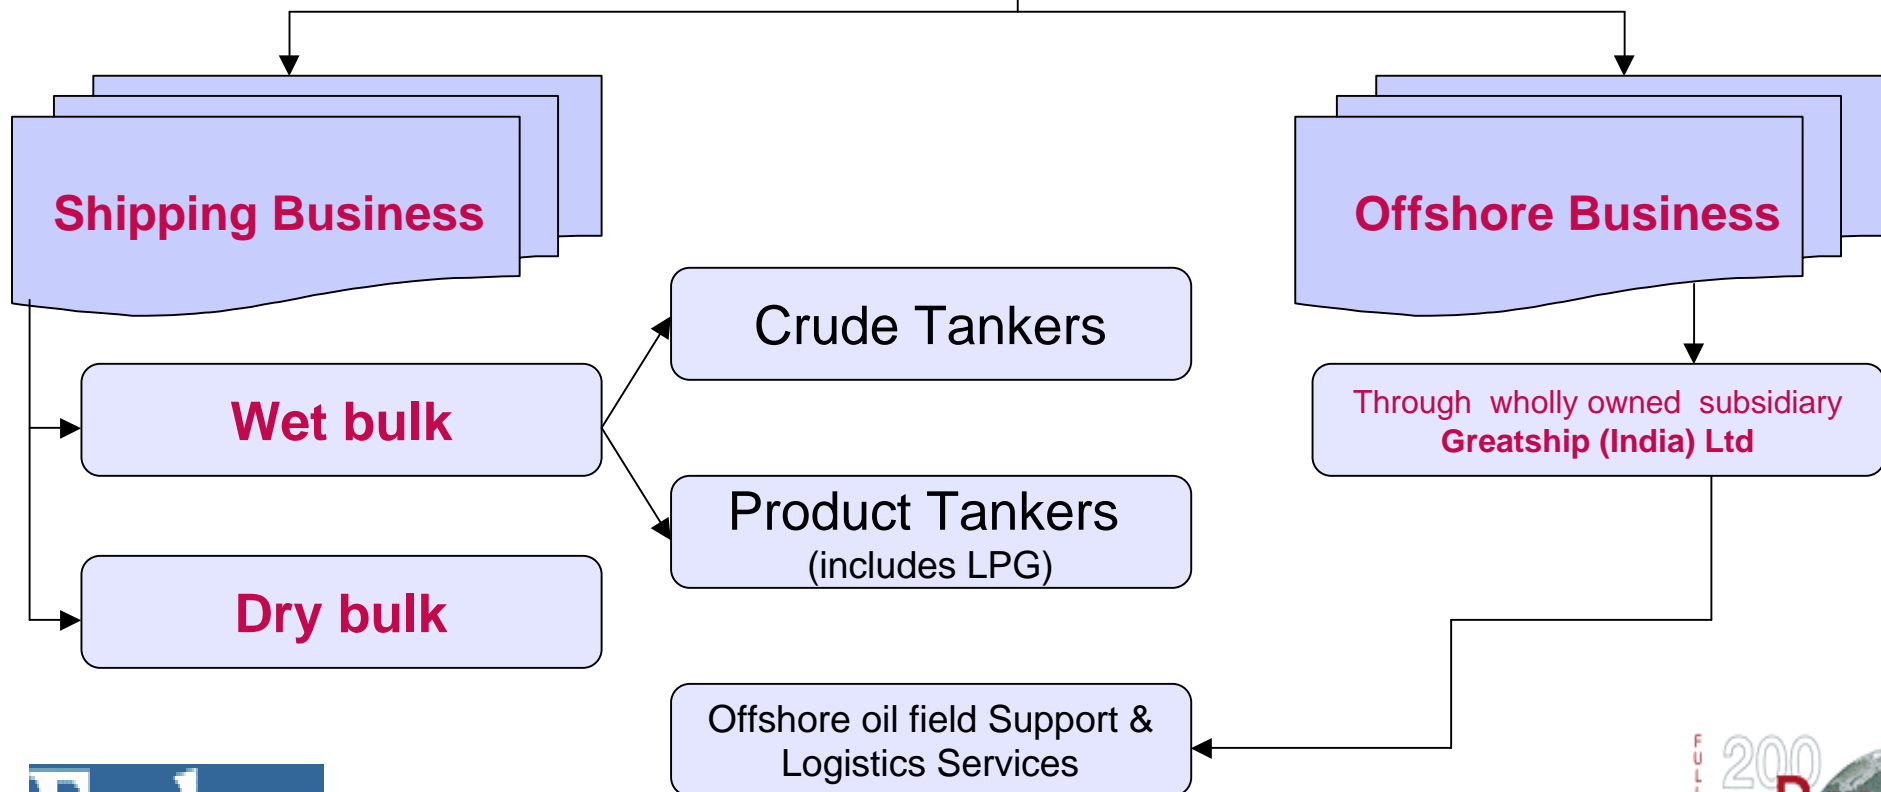 Shipping Business
Offshore Business
Crude Tankers
Wet bulk
Through wholly owned subsidiary
Greatship (India) Ltd
Product Tankers
(includes LPG)
Dry bulk
Offshore oil field Support &
Logistics Services
200